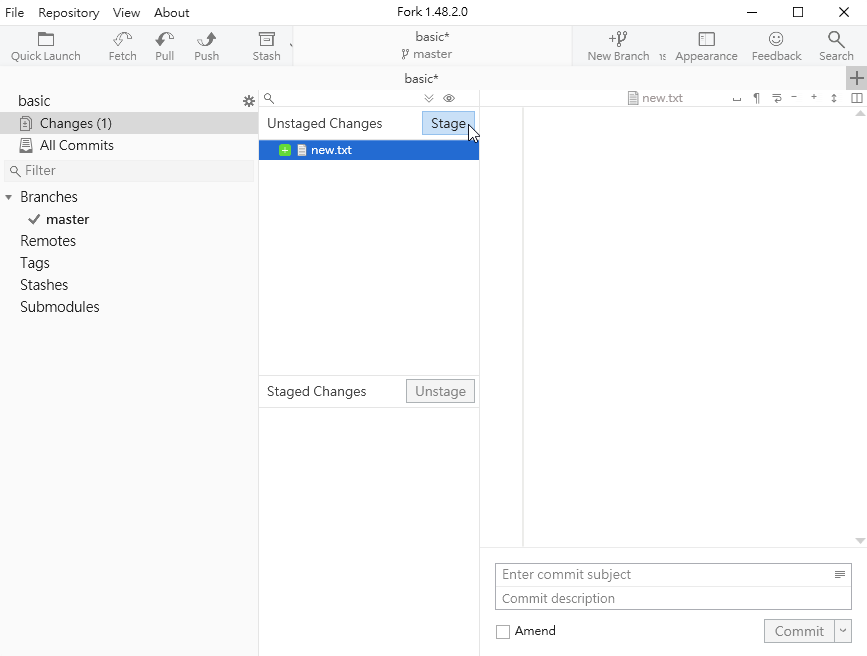 File Repository View About Fork 1.48.2.0
Quick Launch Fetch Pull Push Stash
basic*
master
New Branch Appearance Feedback Search
basic*
basic
Changes (1)
All Commits
Filter
Branches
master
Remotes
Tags
Stashes
Submodules
Unstaged Changes Stage
new.txt
Staged Changes Unstage
new.txt
Enter commit subject
Commit description
Amend Commit